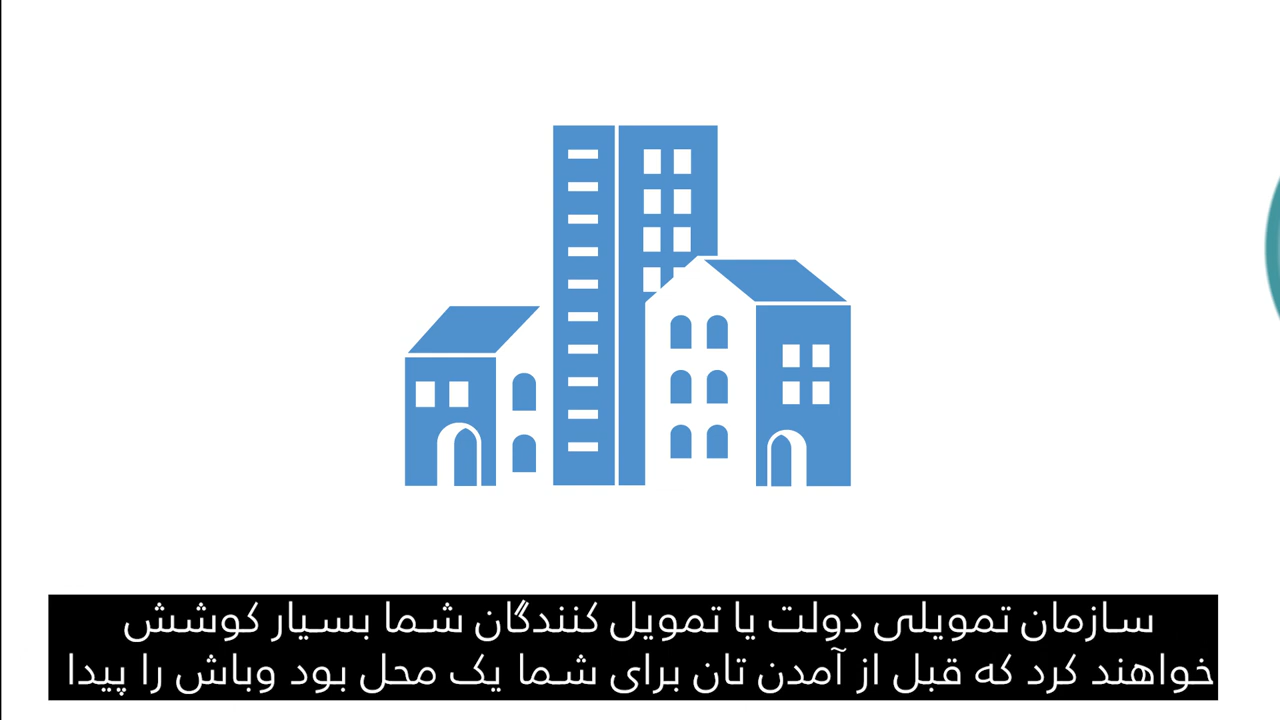 سازمان تمویلی دولت یا تمویل کنندگان شما بسیار کوشش
خواهند کرد که قبل از آمدن تان برای شما یک محل بود وباش را پیدا